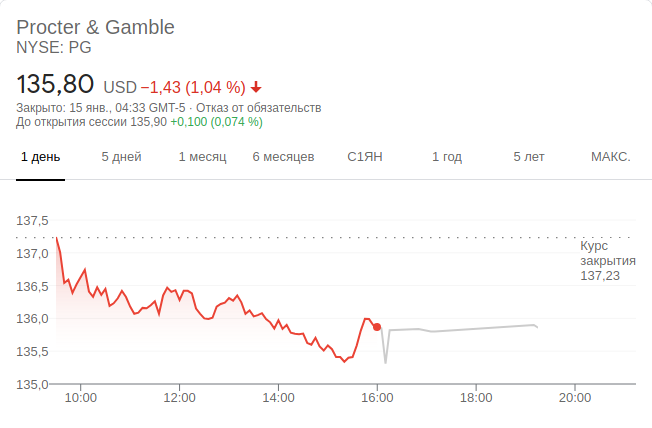 Procter & Gamble
NYSE: PG
135,80 USD −1,43 (1,04 %)
Закрыто: 15 янв., 04:33 GMT-5 · Отказ от обязательств
До открытия сессии 135,90 +0,100 (0,074 %)
1 день 5 дней 1 месяц 6 месяцев С1ЯН 1 год 5 лет МАКС.
137,5
137,0
136,5
136,0
135,5
135,0
Курс
закрытия
137,23
10:00 12:00 14:00 16:00 18:00 20:00